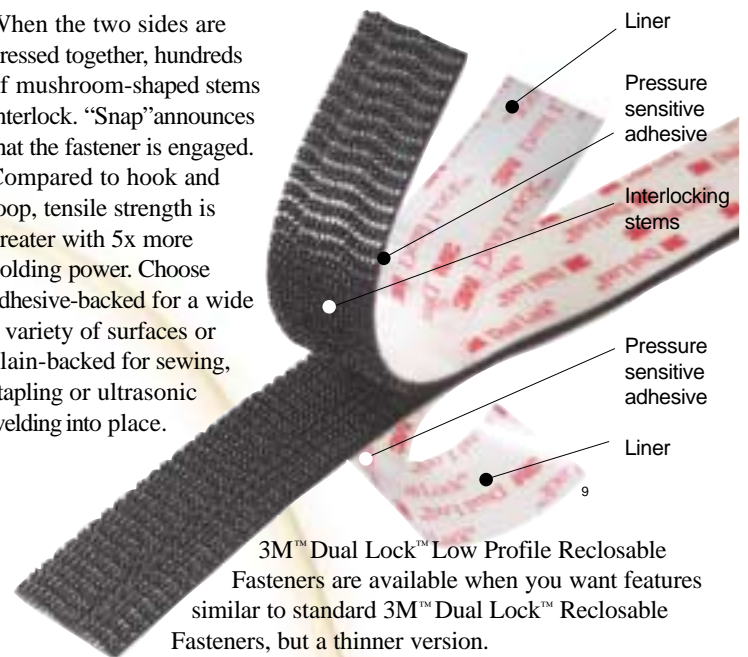 When the two sides are
pressed together, hundreds
of mushroom-shaped stems
interlock. “Snap”announces
that the fastener is engaged.
Compared to hook and
loop, tensile strength is
greater with 5x more
holding power. Choose
adhesive-backed for a wide
variety of surfaces or
plain-backed for sewing,
stapling or ultrasonic
welding into place.
Liner
Pressure
sensitive
adhesive
Interlocking
stems
Pressure
sensitive
adhesive
Liner
9
3M Dual Lock
3M™ Dual Lock™ Low Profile Reclosable
Fasteners are available when you want features
similar to standard 3M™ Dual Lock™ Reclosable
Fasteners, but a thinner version.